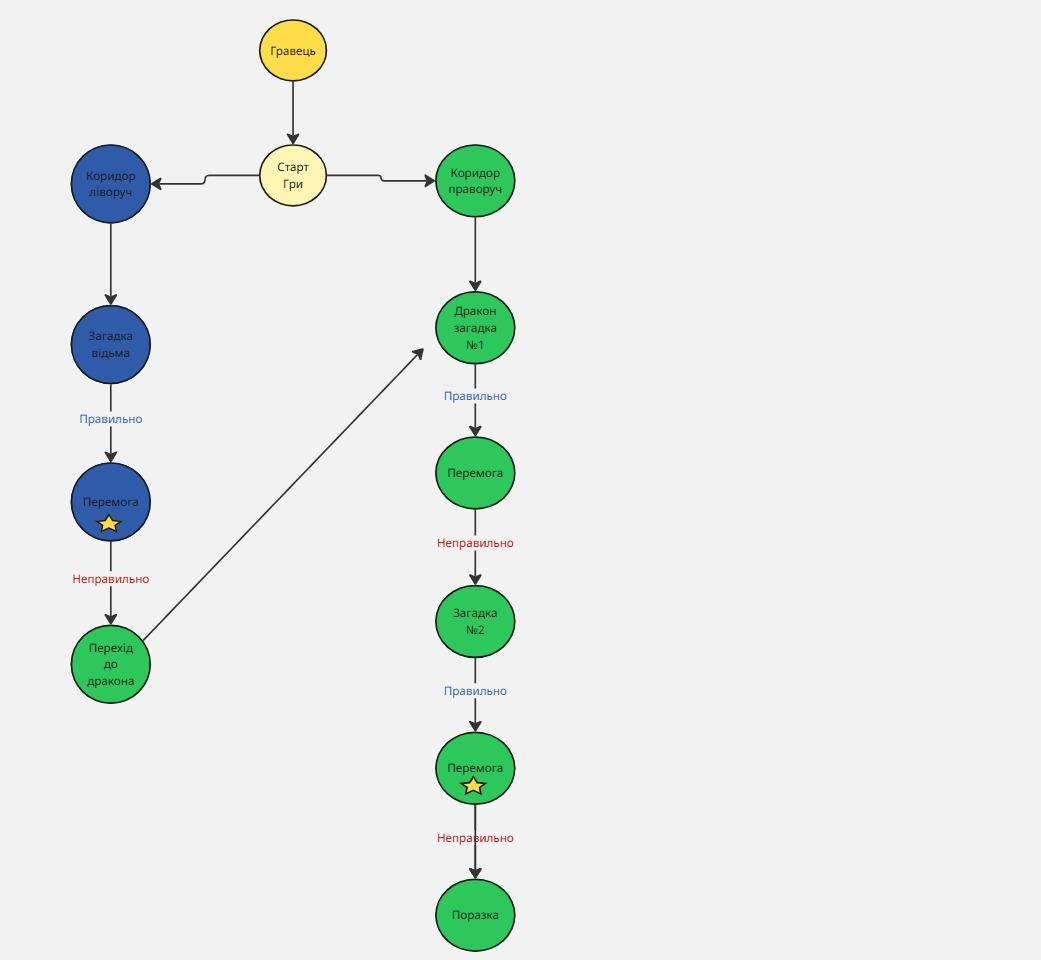 Гравець
Старт
Гри
Коридор
ліворуч
Коридор
праворуч
Загадка
відьма
Дракон
загадка
№1
Правильно
Правильно
Перемога
Перемога
Неправильно
Неправильно
Перехід
до
дракона
Загадка
№2
Правильно
Перемога
Неправильно
Поразка